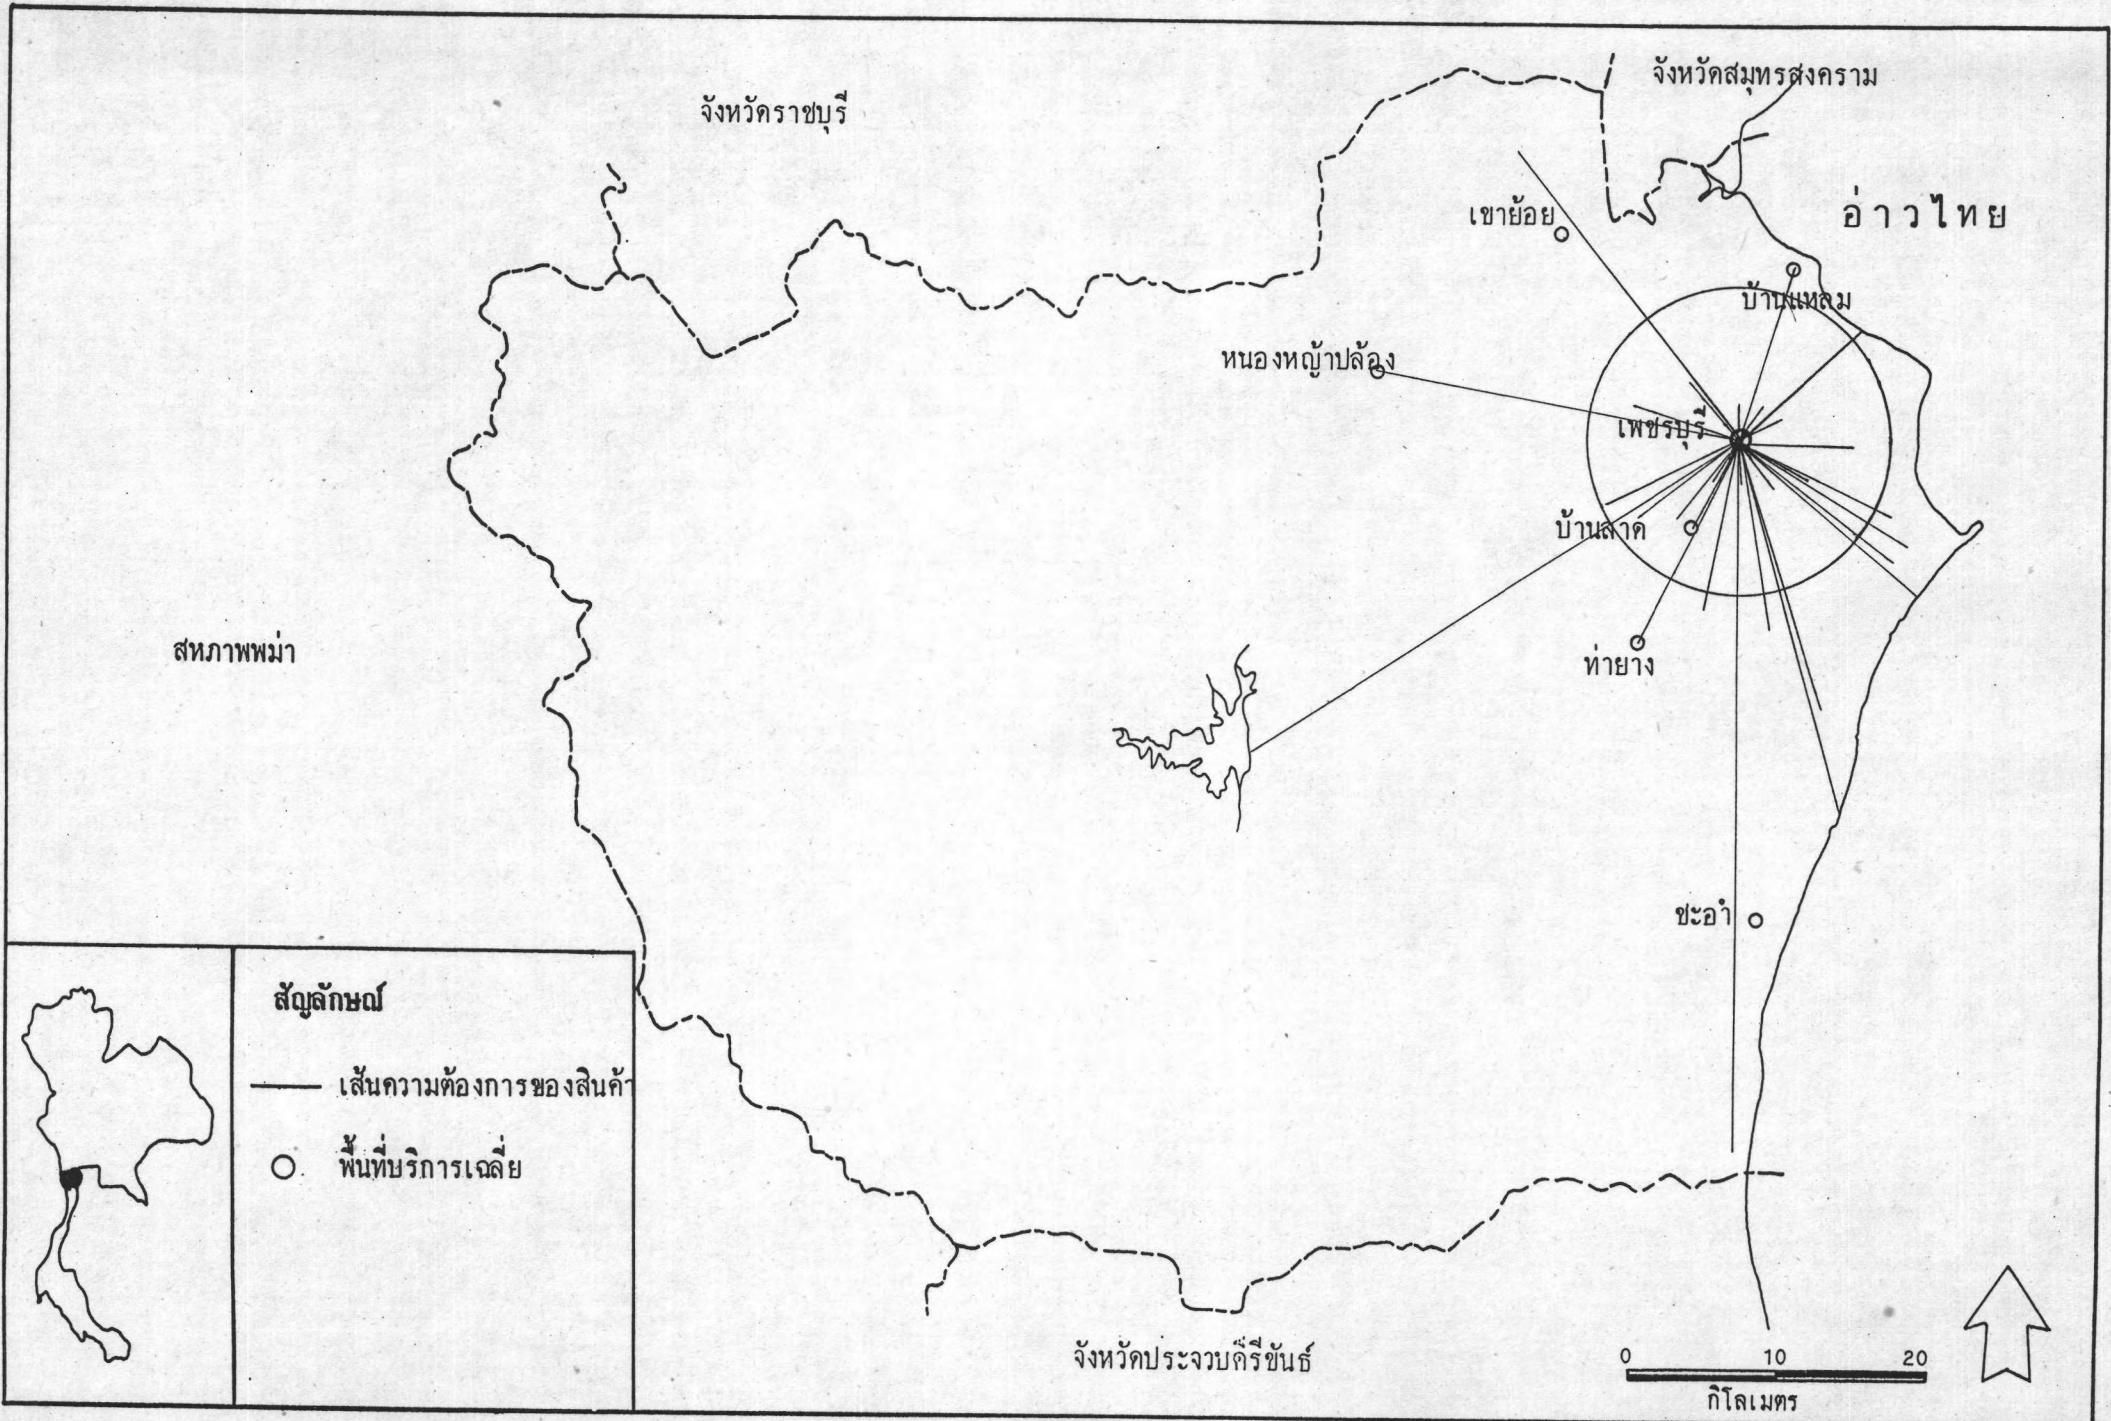 จังหวัดสมุทรสงคราม
จังหวัดราชบุรี
เขาย้อย
อ่าวไทย
บ้านแหลม
หนองหญ้าปล้อง
เพชรบุรี
บ้านลาด
สหภาพพม่า
ท่ายาง
ชะอำ
สัญลักษณ์
เส้นความต้องการของสินค้า
พื้นที่บริการเฉลี่ย
จังหวัดประจวบคีรีขันธ์
0 10 20
กิโลเมตร